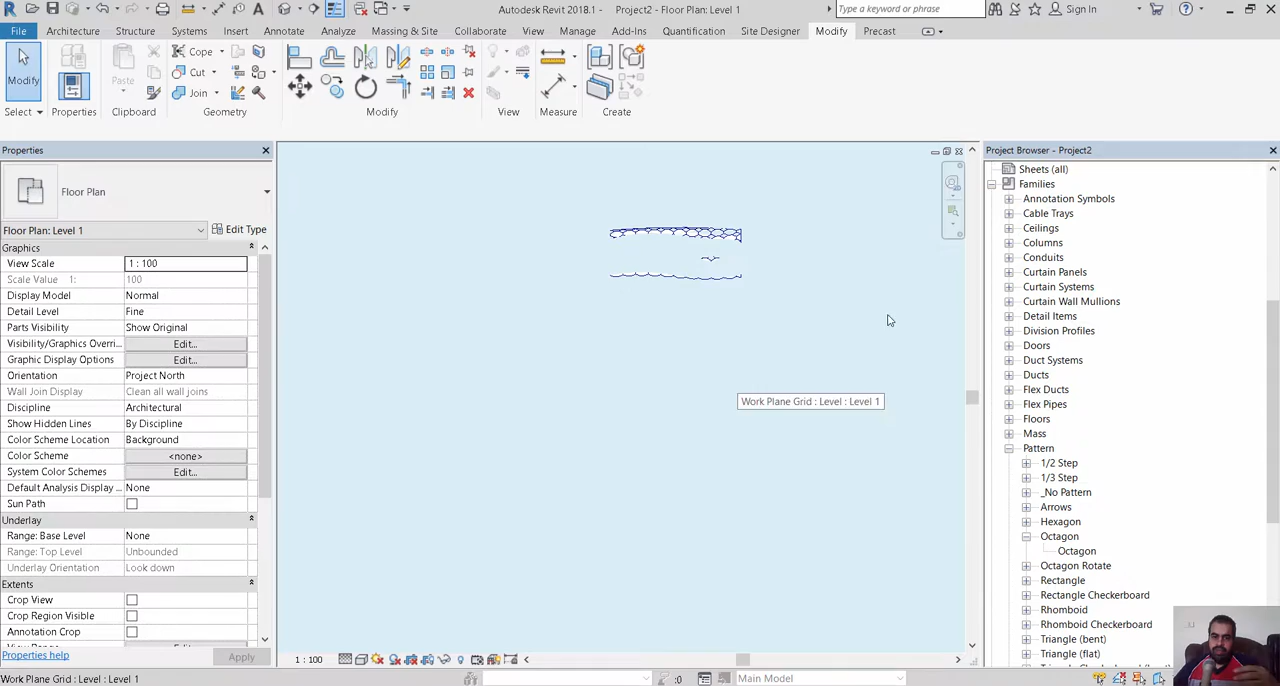 Autodesk Revit 2018.1 - Project2 - Floor Plan: Level 1
Type a keyword or phrase
Sign In
File Architecture Structure Systems Insert Annotate Analyze Massing & Site Collaborate View Manage Add-Ins Quantification Site Designer Modify Precast
Modify
Paste
Cope
Cut
Join
Select Properties Clipboard Geometry Modify View Measure Create
Properties
Floor Plan
Floor Plan: Level 1
Edit Type
Graphics
View Scale 1 : 100
Scale Value 1: 100
Display Model Normal
Detail Level Fine
Parts Visibility Show Original
Visibility/Graphics Overri... Edit...
Graphic Display Options Edit...
Orientation Project North
Wall Join Display Clean all wall joins
Discipline Architectural
Show Hidden Lines By Discipline
Color Scheme Location Background
Color Scheme <none>
System Color Schemes Edit...
Default Analysis Display ... None
Sun Path
Underlay
Range: Base Level None
Range: Top Level Unbounded
Underlay Orientation Look down
Extents
Crop View
Crop Region Visible
Annotation Crop
Properties help
Apply
Work Plane Grid : Level : Level 1
1 : 100
Project Browser - Project2
Sheets (all)
Families
Annotation Symbols
Cable Trays
Ceilings
Columns
Conduits
Curtain Panels
Curtain Systems
Curtain Wall Mullions
Detail Items
Division Profiles
Doors
Duct Systems
Ducts
Flex Ducts
Flex Pipes
Floors
Mass
Pattern
1/2 Step
1/3 Step
_No Pattern
Arrows
Hexagon
Octagon
Octagon
Octagon Rotate
Rectangle
Rectangle Checkerboard
Rhomboid
Rhomboid Checkerboard
Triangle (bent)
Triangle (flat)
Work Plane Grid : Level : Level 1
:0
Main Model